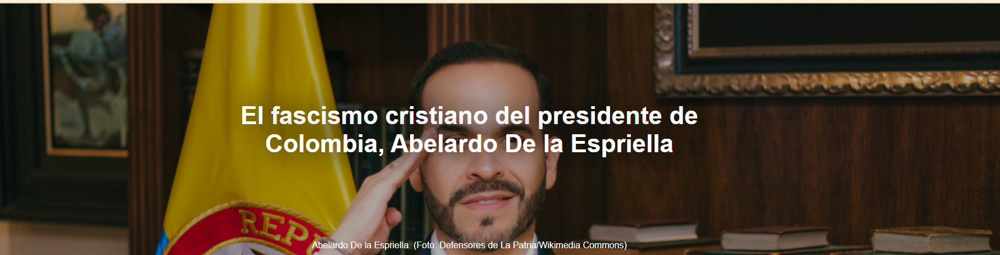 El fascismo cristiano del presidente de
Colombia, Abelardo De la Espriella
REPÚ
Abelardo De la Espriella. (Foto: Defensores de La Patria/Wikimedia Commons)